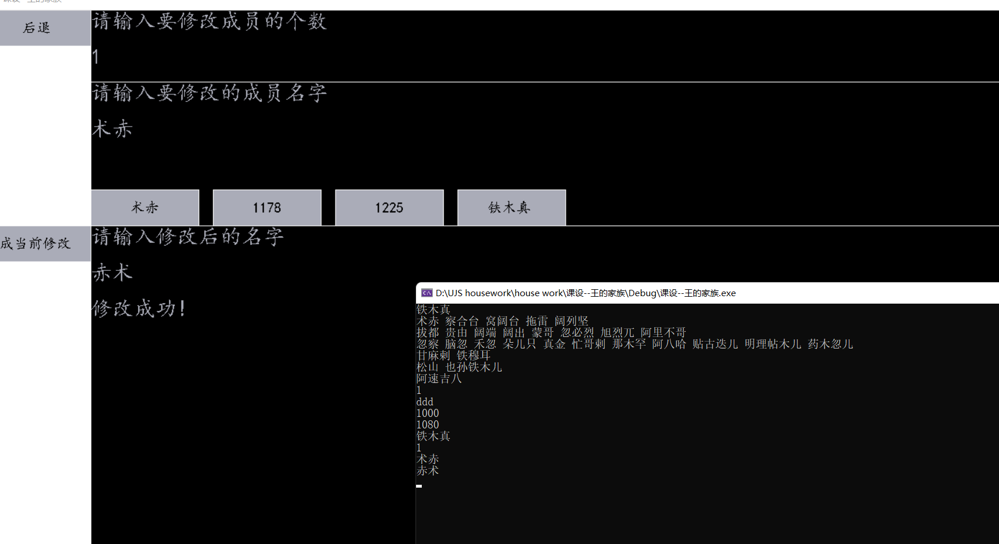 课设--王的家族
后退
请输入要修改成员的个数
1
请输入要修改的成员名字
术赤
术赤 1178 1225 铁木真
成当前修改
请输入修改后的名字
赤术
修改成功!
D:\UJS housework\house work\课设--王的家族\Debug\课设--王的家族.exe
铁木真
术赤 察合台 窝阔台 拖雷 阔列坚
拔都 贵由 阔端 阔出 蒙哥 忽必烈 旭烈兀 阿里不哥
忽察 脑忽 禾忽 朵儿只 真金 忙哥剌 那木罕 阿八哈 贴古迭儿 明理帖木儿 药木忽儿
甘麻剌 铁穆耳
松山 也孙铁木儿
阿速吉八
1
ddd
1000
1080
铁木真
1
术赤
赤术